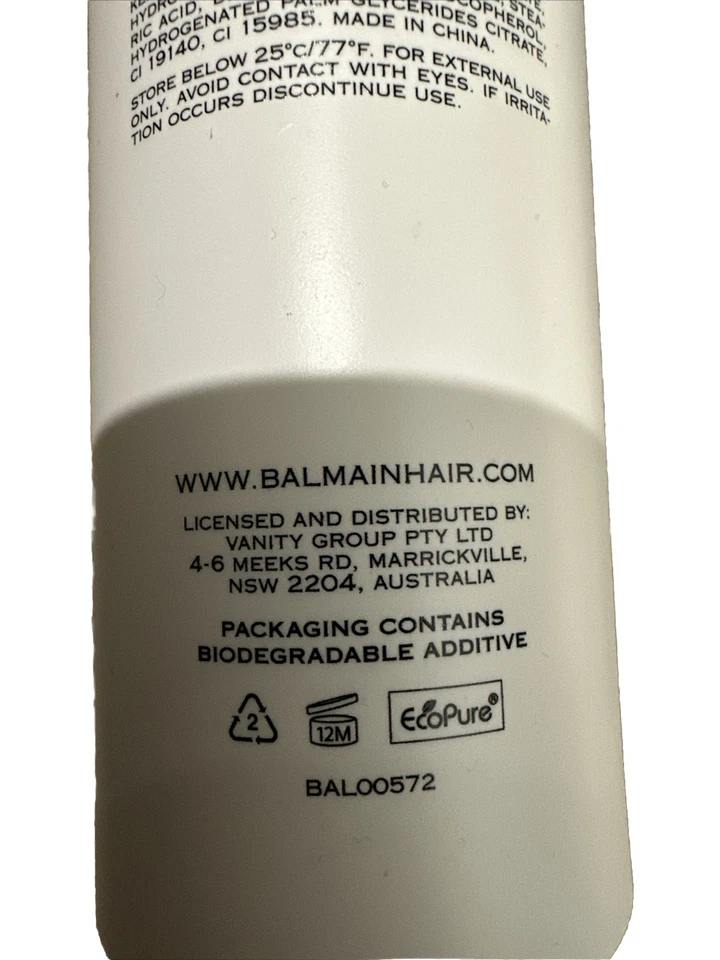 RIC ACID,
HYDROGENATED PALM GLYCERIDES CITRATE,
CI 19140, CI 15985. MADE IN CHINA.
STORE BELOW 25°C/77°F. FOR EXTERNAL USE
ONLY. AVOID CONTACT WITH EYES. IF IRRITA-
TION OCCURS DISCONTINUE USE.
WWW.BALMAINHAIR.COM
LICENSED AND DISTRIBUTED BY:
VANITY GROUP PTY LTD
4-6 MEEKS RD, MARRICKVILLE,
NSW 2204, AUSTRALIA
PACKAGING CONTAINS
BIODEGRADABLE ADDITIVE
2 12M EcoPure®
BAL00572